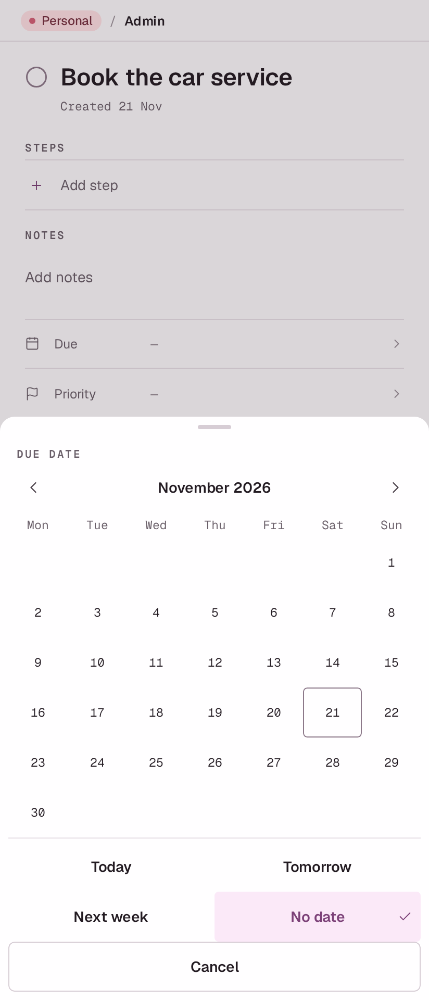 Personal / Admin
Book the car service
Created 21 Nov
STEPS
+ Add step
NOTES
Add notes
Due –
Priority –
DUE DATE
November 2026
Mon Tue Wed Thu Fri Sat Sun
1
2 3 4 5 6 7 8
9 10 11 12 13 14 15
16 17 18 19 20 21 22
23 24 25 26 27 28 29
30
Today Tomorrow
Next week No date
Cancel